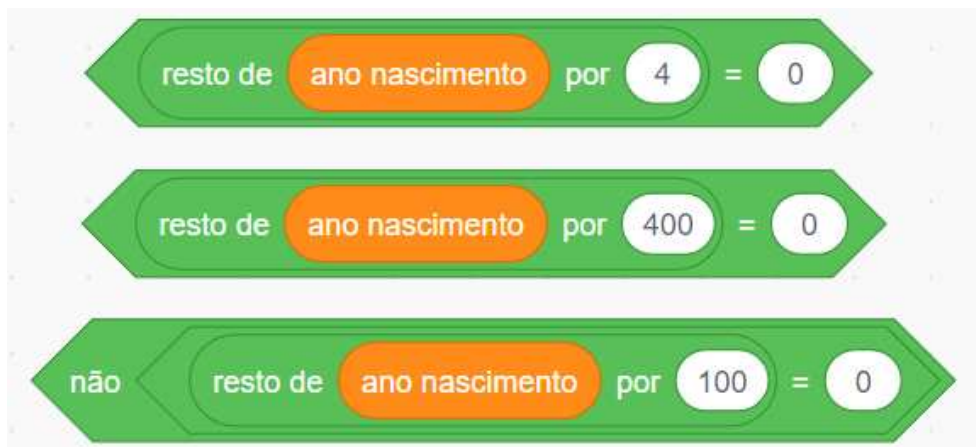 resto de ano nascimento por 4 = 0
resto de ano nascimento por 400 = 0
não resto de ano nascimento por 100 = 0